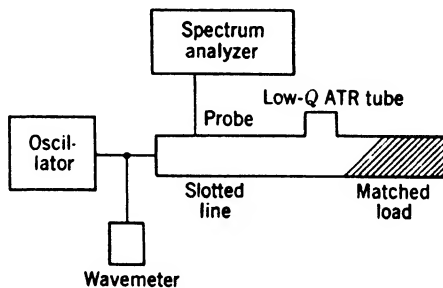 Spectrum
analyzer
Low-Q ATR tube
Probe
Oscil-
lator
Slotted
line
Matched
load
Wavemeter